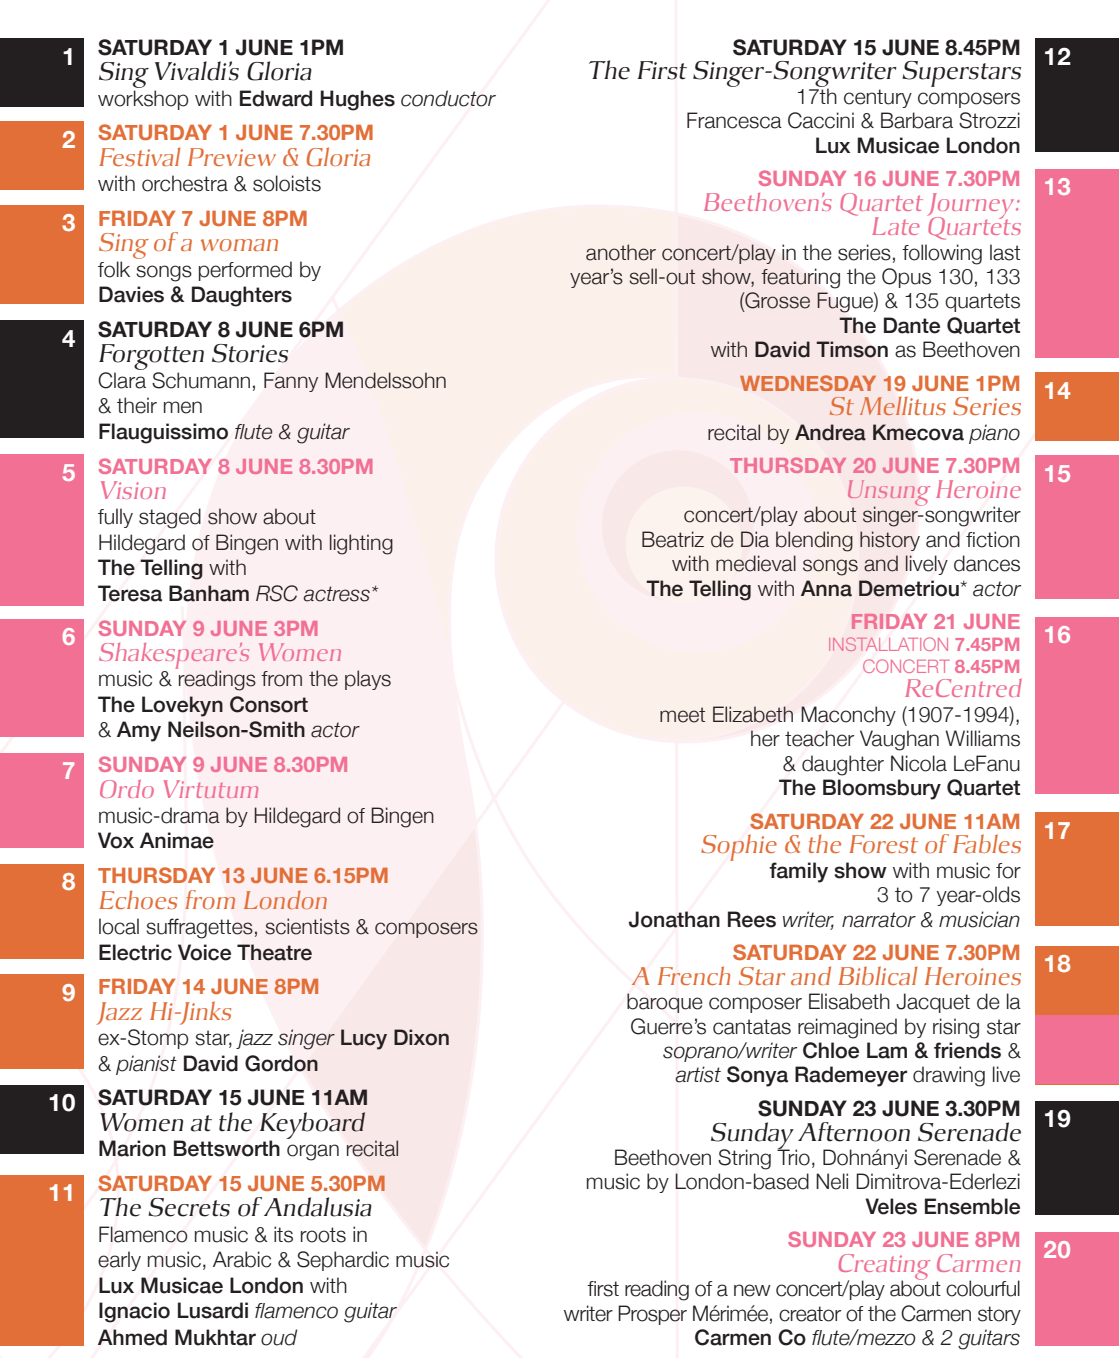 1
SATURDAY 1 JUNE 1PM
Sing Vivaldi's Gloria
workshop with Edward Hughes conductor
2
SATURDAY 1 JUNE 7.30PM
Festival Preview & Gloria
with orchestra & soloists
3
FRIDAY 7 JUNE 8PM
Sing of a woman
folk songs performed by
Davies & Daughters
4
SATURDAY 8 JUNE 6PM
Forgotten Stories
Clara Schumann, Fanny Mendelssohn
& their men
Flauguissimo flute & guitar
5
SATURDAY 8 JUNE 8.30PM
Vision
fully staged show about
Hildegard of Bingen with lighting
The Telling with
Teresa Banham RSC actress*
6
SUNDAY 9 JUNE 3PM
Shakespeare's Women
music & readings from the plays
The Lovekyn Consort
& Amy Neilson-Smith actor
7
SUNDAY 9 JUNE 8.30PM
Ordo Virtutum
music-drama by Hildegard of Bingen
Vox Animae
8
THURSDAY 13 JUNE 6.15PM
Echoes from London
local suffragettes, scientists & composers
Electric Voice Theatre
9
FRIDAY 14 JUNE 8PM
Jazz Hi-Jinks
ex-Stomp star, jazz singer Lucy Dixon
& pianist David Gordon
10
SATURDAY 15 JUNE 11AM
Women at the Keyboard
Marion Bettsworth organ recital
11
SATURDAY 15 JUNE 5.30PM
The Secrets of Andalusia
Flamenco music & its roots in
early music, Arabic & Sephardic music
Lux Musicae London with
Ignacio Lusardi flamenco guitar
Ahmed Mukhtar oud
12
SATURDAY 15 JUNE 8.45PM
The First Singer-Songwriter Superstars
17th century composers
Francesca Caccini & Barbara Strozzi
Lux Musicae London
13
SUNDAY 16 JUNE 7.30PM
Beethoven's Quartet Journey:
Late Quartets
another concert/play in the series, following last
year's sell-out show, featuring the Opus 130, 133
(Grosse Fugue) & 135 quartets
The Dante Quartet
with David Timson as Beethoven
14
WEDNESDAY 19 JUNE 1PM
St Mellitus Series
recital by Andrea Kmecova piano
15
THURSDAY 20 JUNE 7.30PM
Unsung Heroine
concert/play about singer-songwriter
Beatriz de Dia blending history and fiction
with medieval songs and lively dances
The Telling with Anna Demetriou* actor
16
FRIDAY 21 JUNE
INSTALLATION 7.45PM
CONCERT 8.45PM
ReCentred
meet Elizabeth Maconchy (1907-1994),
her teacher Vaughan Williams
& daughter Nicola LeFanu
The Bloomsbury Quartet
17
SATURDAY 22 JUNE 11AM
Sophie & the Forest of Fables
family show with music for
3 to 7 year-olds
Jonathan Rees writer, narrator & musician
18
SATURDAY 22 JUNE 7.30PM
A French Star and Biblical Heroines
baroque composer Elisabeth Jacquet de la
Guerre's cantatas reimagined by rising star
soprano/writer Chloe Lam & friends &
artist Sonya Rademeyer drawing live
19
SUNDAY 23 JUNE 3.30PM
Sunday Afternoon Serenade
Beethoven String Trio, Dohnányi Serenade &
music by London-based Neli Dimitrova-Ederlezi
Veles Ensemble
20
SUNDAY 23 JUNE 8PM
Creating Carmen
first reading of a new concert/play about colourful
writer Prosper Mérimée, creator of the Carmen story
Carmen Co flute/mezzo & 2 guitars